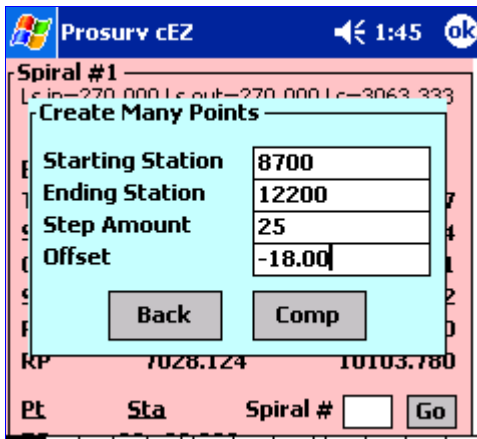 Prosurv cEZ 1:45 ok
Spiral #1
Ls in=270.000 Ls out=270.000 Lc=3063.333
Create Many Points
Starting Station 8700
Ending Station 12200
Step Amount 25
Offset -18.00
Back Comp
RP 7028.124 10103.780
Pt Sta Spiral # Go